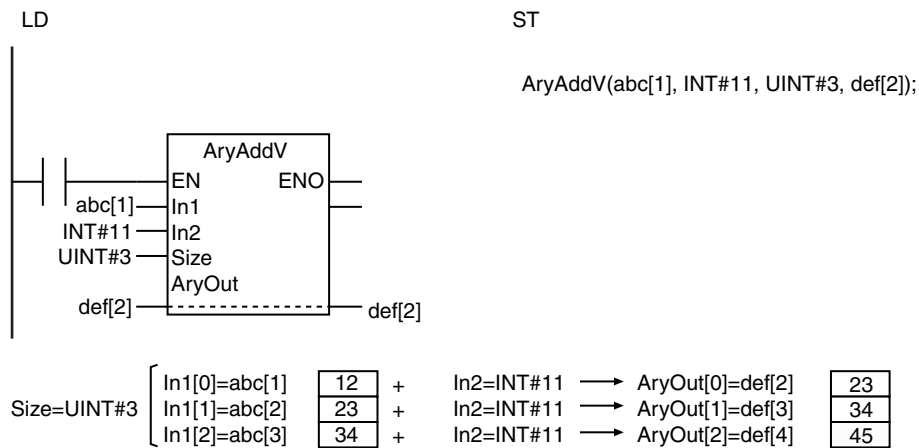 LD ST
AryAddV(abc[1], INT#11, UINT#3, def[2]);
AryAddV
EN ENO
abc[1] In1
INT#11 In2
UINT#3 Size
AryOut
def[2] def[2]
In1[0]=abc[1] 12 + In2=INT#11 → AryOut[0]=def[2] 23
Size=UINT#3 In1[1]=abc[2] 23 + In2=INT#11 → AryOut[1]=def[3] 34
In1[2]=abc[3] 34 + In2=INT#11 → AryOut[2]=def[4] 45